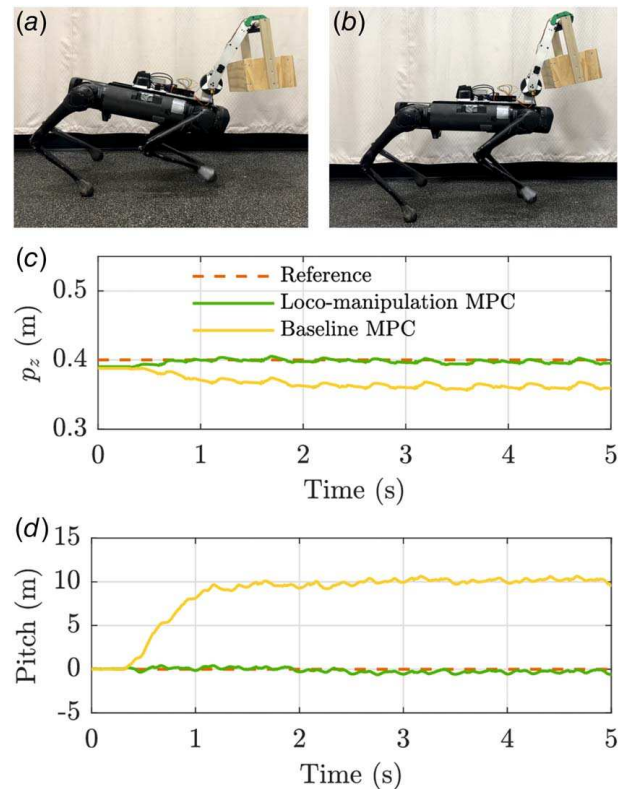 (a)
(b)
(c)
Reference
Loco-manipulation MPC
Baseline MPC
0.5
0.4
0.3
p_z (m)
0 1 2 3 4 5
Time (s)
(d)
15
10
5
0
-5
Pitch (m)
0 1 2 3 4 5
Time (s)